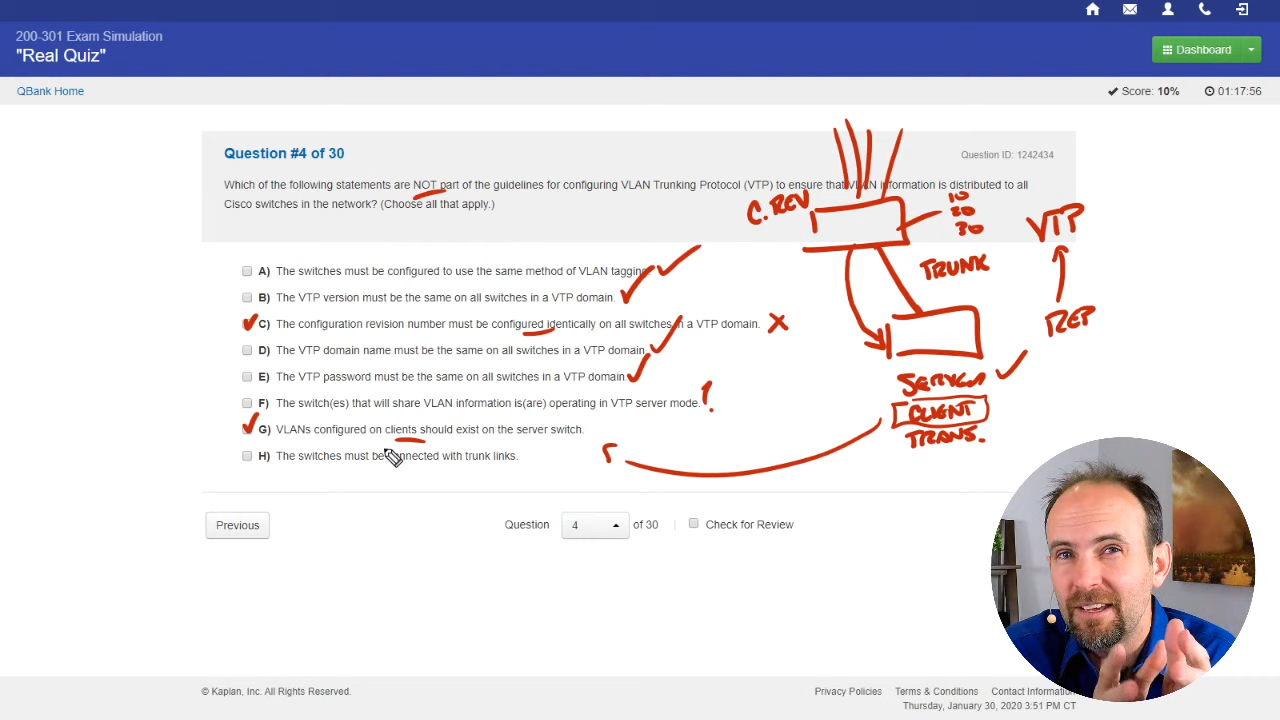 200-301 Exam Simulation
"Real Quiz"
Dashboard
QBank Home
Score: 10%
01:17:56
Question #4 of 30
Question ID: 1242434
Which of the following statements are NOT part of the guidelines for configuring VLAN Trunking Protocol (VTP) to ensure that VLAN information is distributed to all
Cisco switches in the network? (Choose all that apply.)
C. REV
10
20
30
VTP
TRUNK
REP
A) The switches must be configured to use the same method of VLAN tagging.
B) The VTP version must be the same on all switches in a VTP domain.
C) The configuration revision number must be configured identically on all switches in a VTP domain.
D) The VTP domain name must be the same on all switches in a VTP domain.
E) The VTP password must be the same on all switches in a VTP domain.
F) The switch(es) that will share VLAN information is(are) operating in VTP server mode.
G) VLANs configured on clients should exist on the server switch.
H) The switches must be connected with trunk links.
SERVER
CLIENT
TRANS.
Previous
Question 4 of 30
Check for Review
© Kaplan, Inc. All Rights Reserved.
Privacy Policies Terms & Conditions Contact Information
Thursday, January 30, 2020 3:51 PM CT